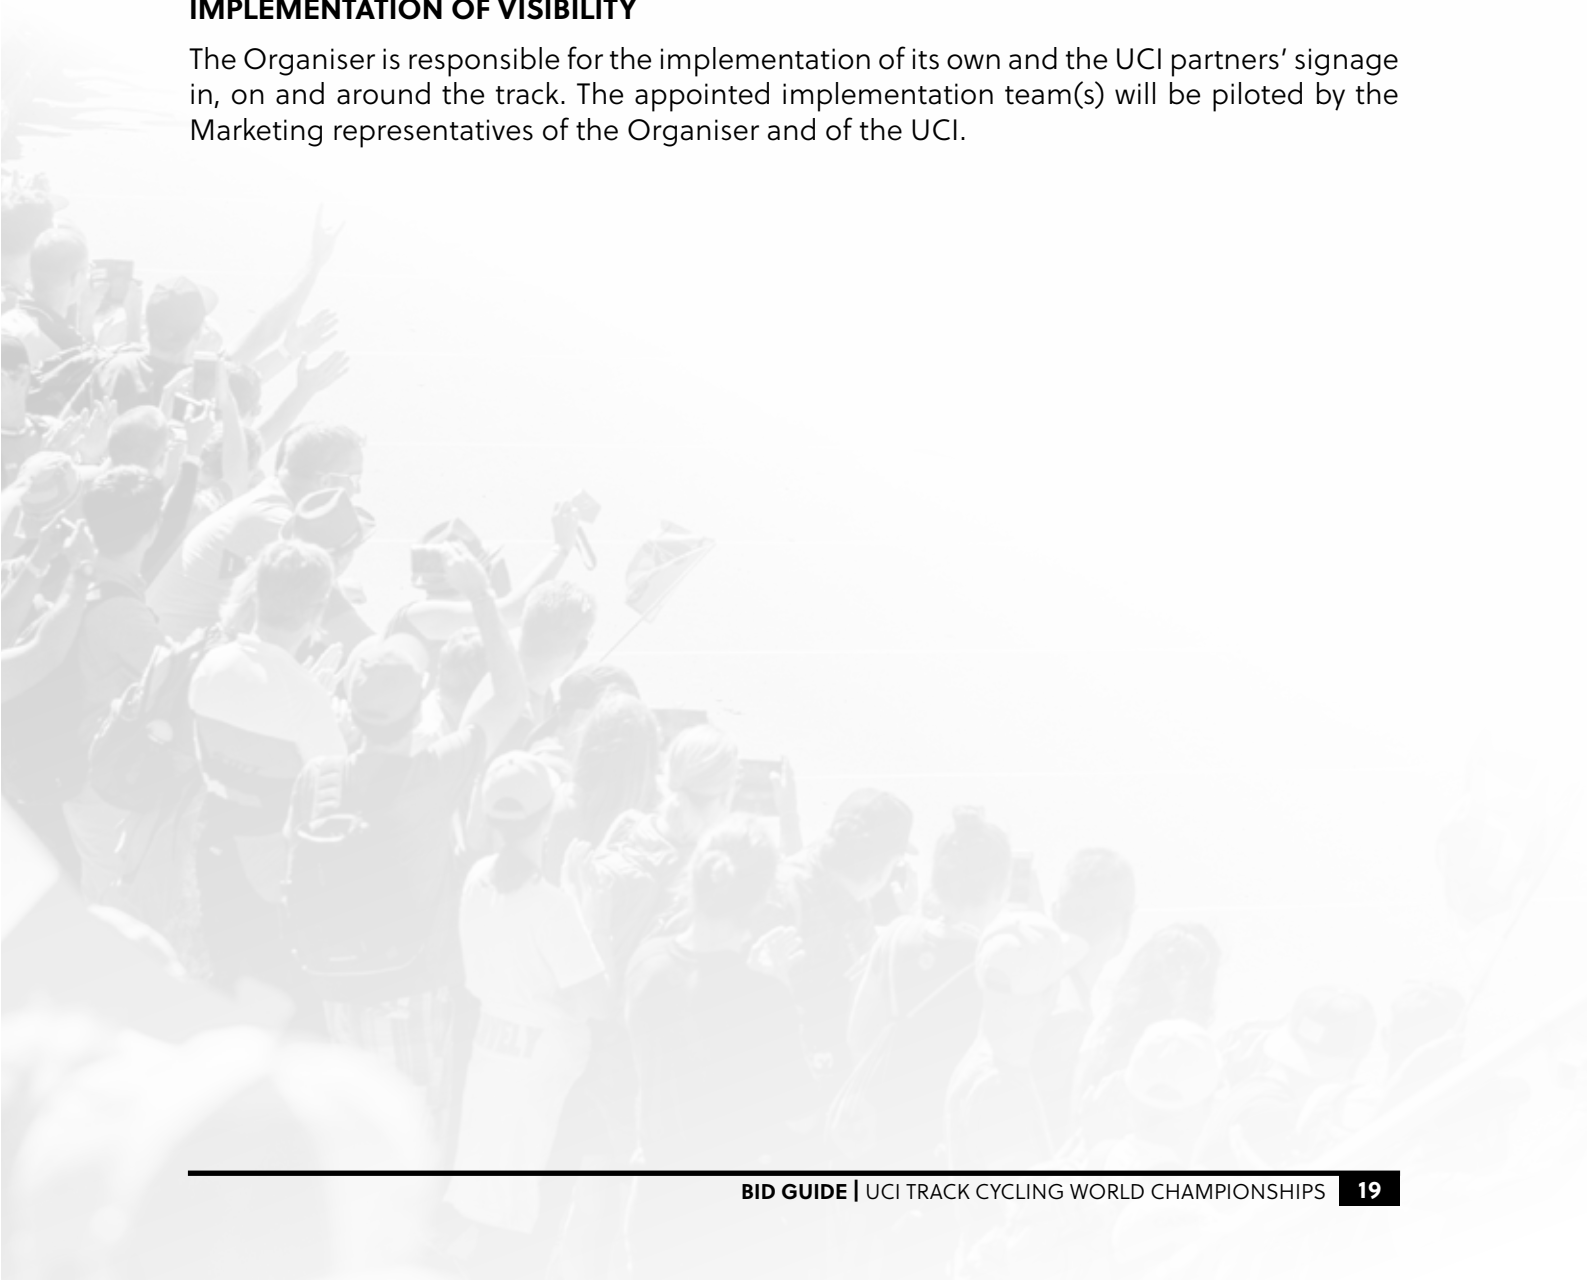 IMPLEMENTATION OF VISIBILITY
The Organiser is responsible for the implementation of its own and the UCI partners’ signage
in, on and around the track. The appointed implementation team(s) will be piloted by the
Marketing representatives of the Organiser and of the UCI.
BID GUIDE | UCI TRACK CYCLING WORLD CHAMPIONSHIPS 19